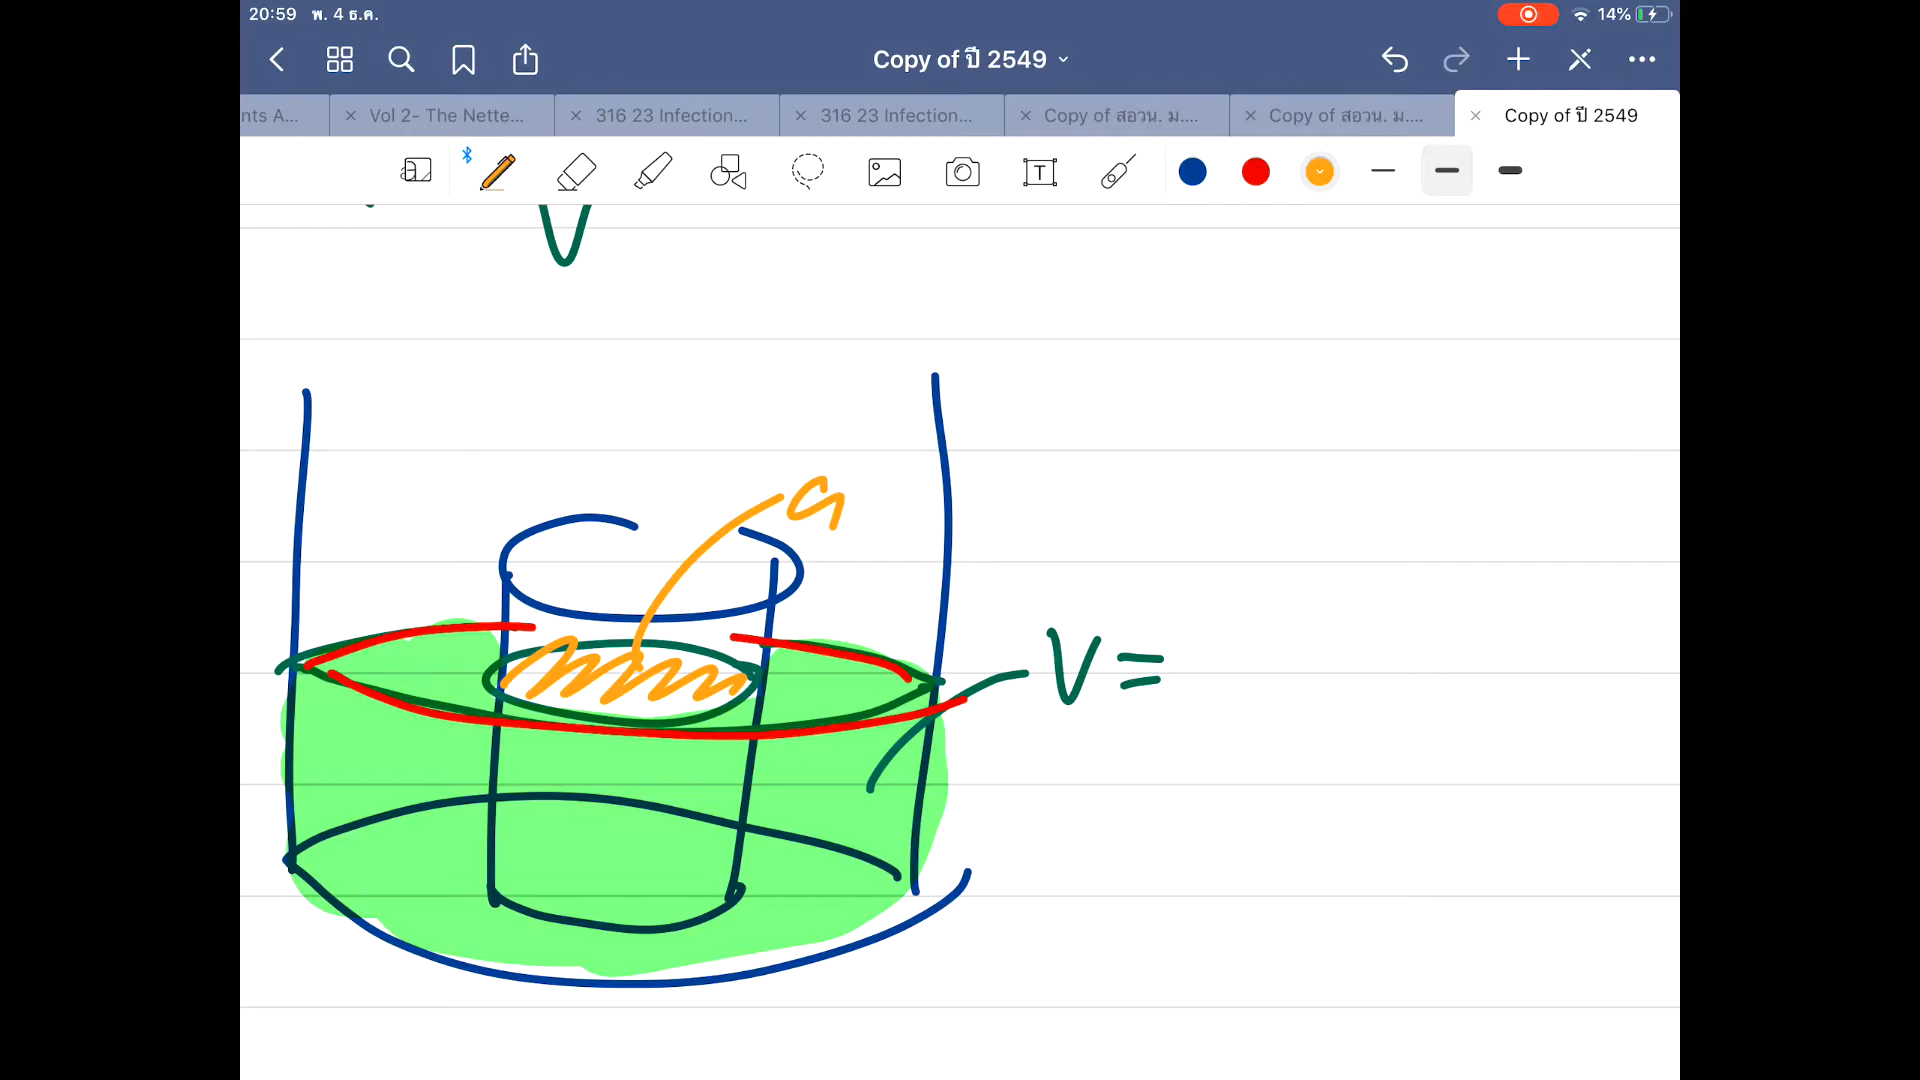 20:59 พ. 4 ธ.ค. 14%
Copy of ปี 2549
nts A... Vol 2- The Nette... 316 23 Infection... 316 23 Infection... Copy of สอวน. ม.... Copy of สอวน. ม.... Copy of ปี 2549
V
a
V =